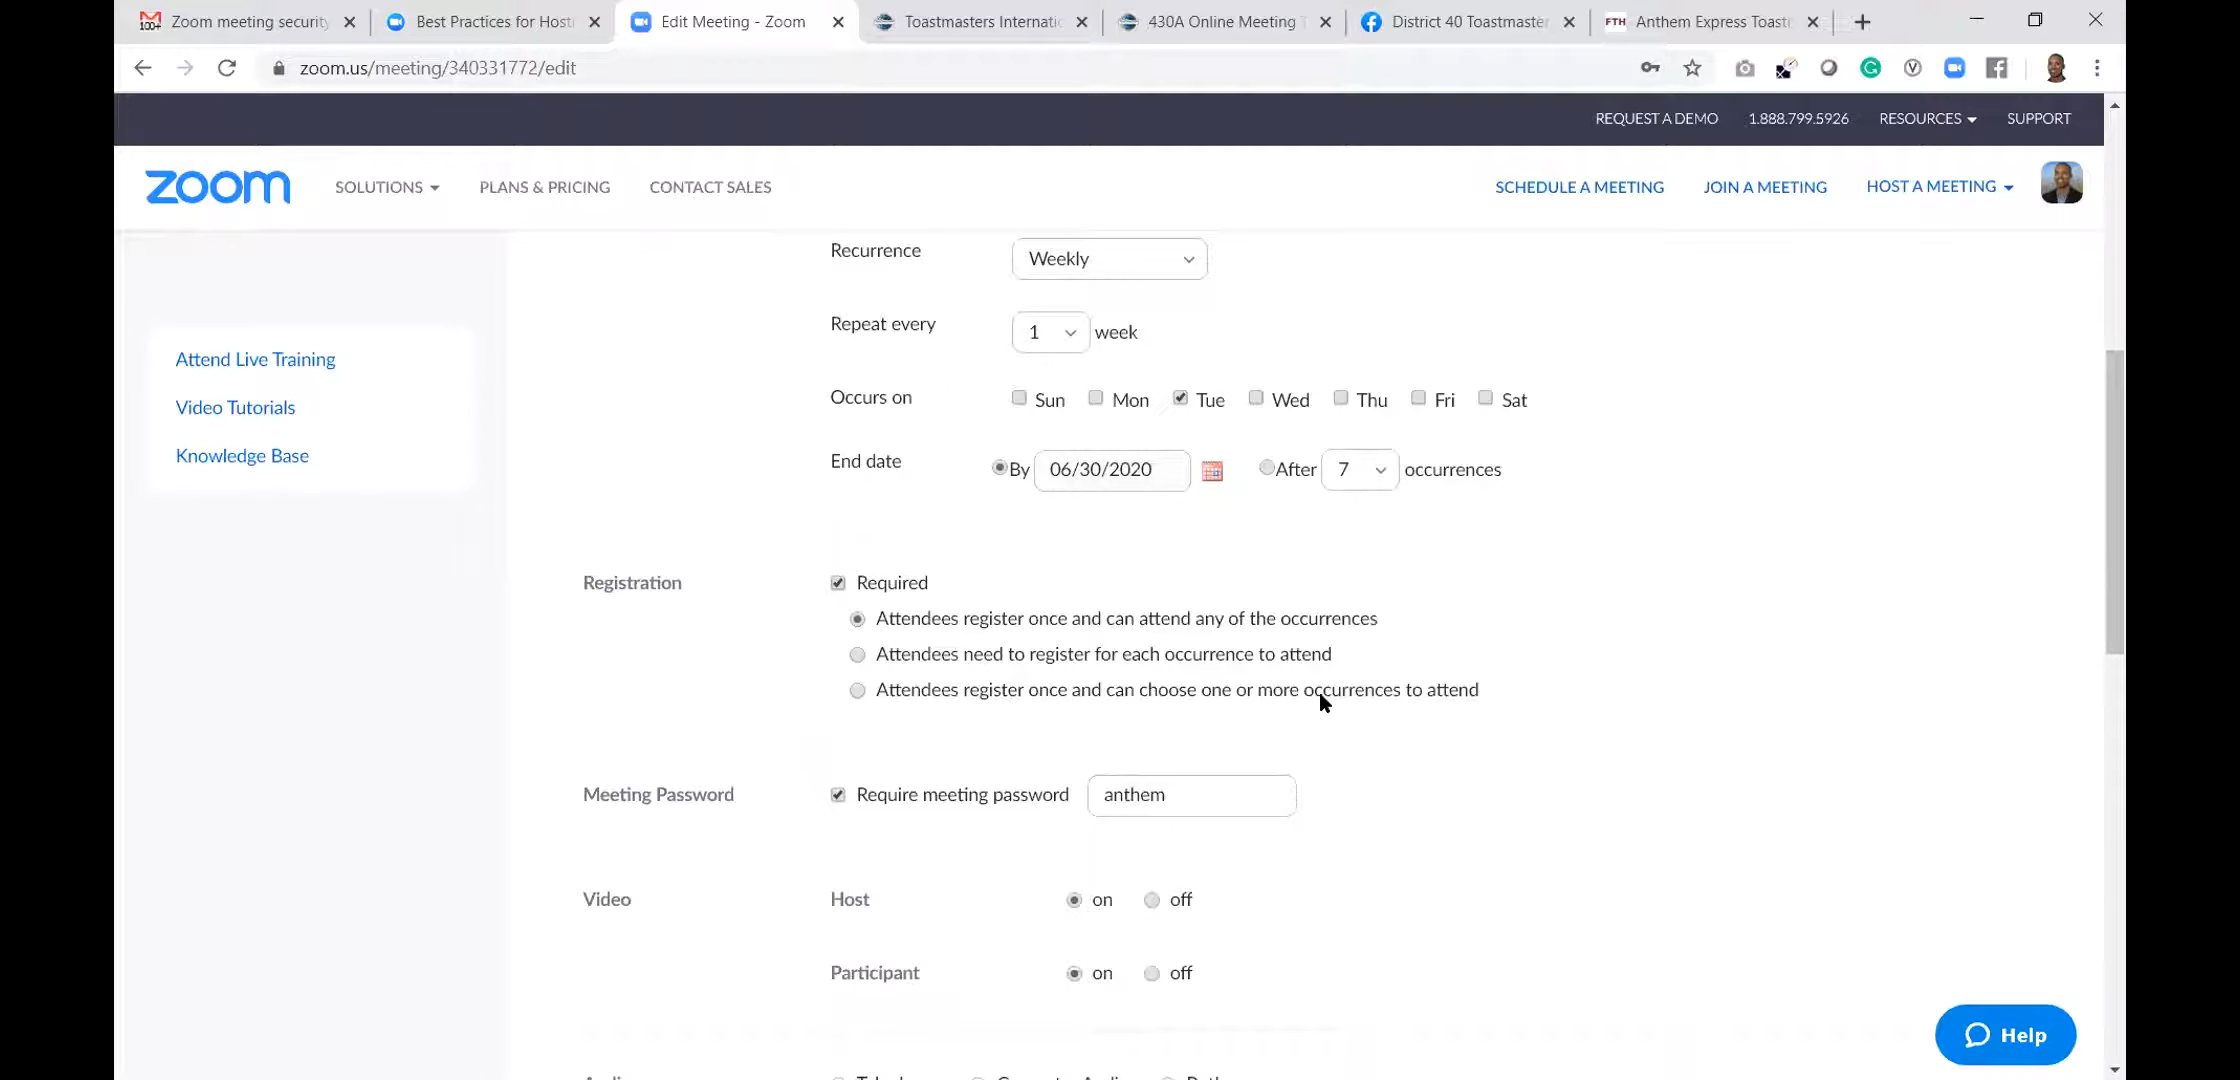 100+ Zoom meeting security
Best Practices for Hosti
Edit Meeting - Zoom
Toastmasters Internatio
430A Online Meeting T
District 40 Toastmaster
FTH Anthem Express Toast
zoom.us/meeting/340331772/edit
REQUEST A DEMO 1.888.799.5926 RESOURCES SUPPORT
zoom SOLUTIONS PLANS & PRICING CONTACT SALES SCHEDULE A MEETING JOIN A MEETING HOST A MEETING
Recurrence Weekly
Repeat every 1 week
Attend Live Training
Video Tutorials
Knowledge Base
Occurs on Sun Mon Tue Wed Thu Fri Sat
End date By 06/30/2020 After 7 occurrences
Registration Required
Attendees register once and can attend any of the occurrences
Attendees need to register for each occurrence to attend
Attendees register once and can choose one or more occurrences to attend
Meeting Password Require meeting password anthem
Video Host on off
Participant on off
Help